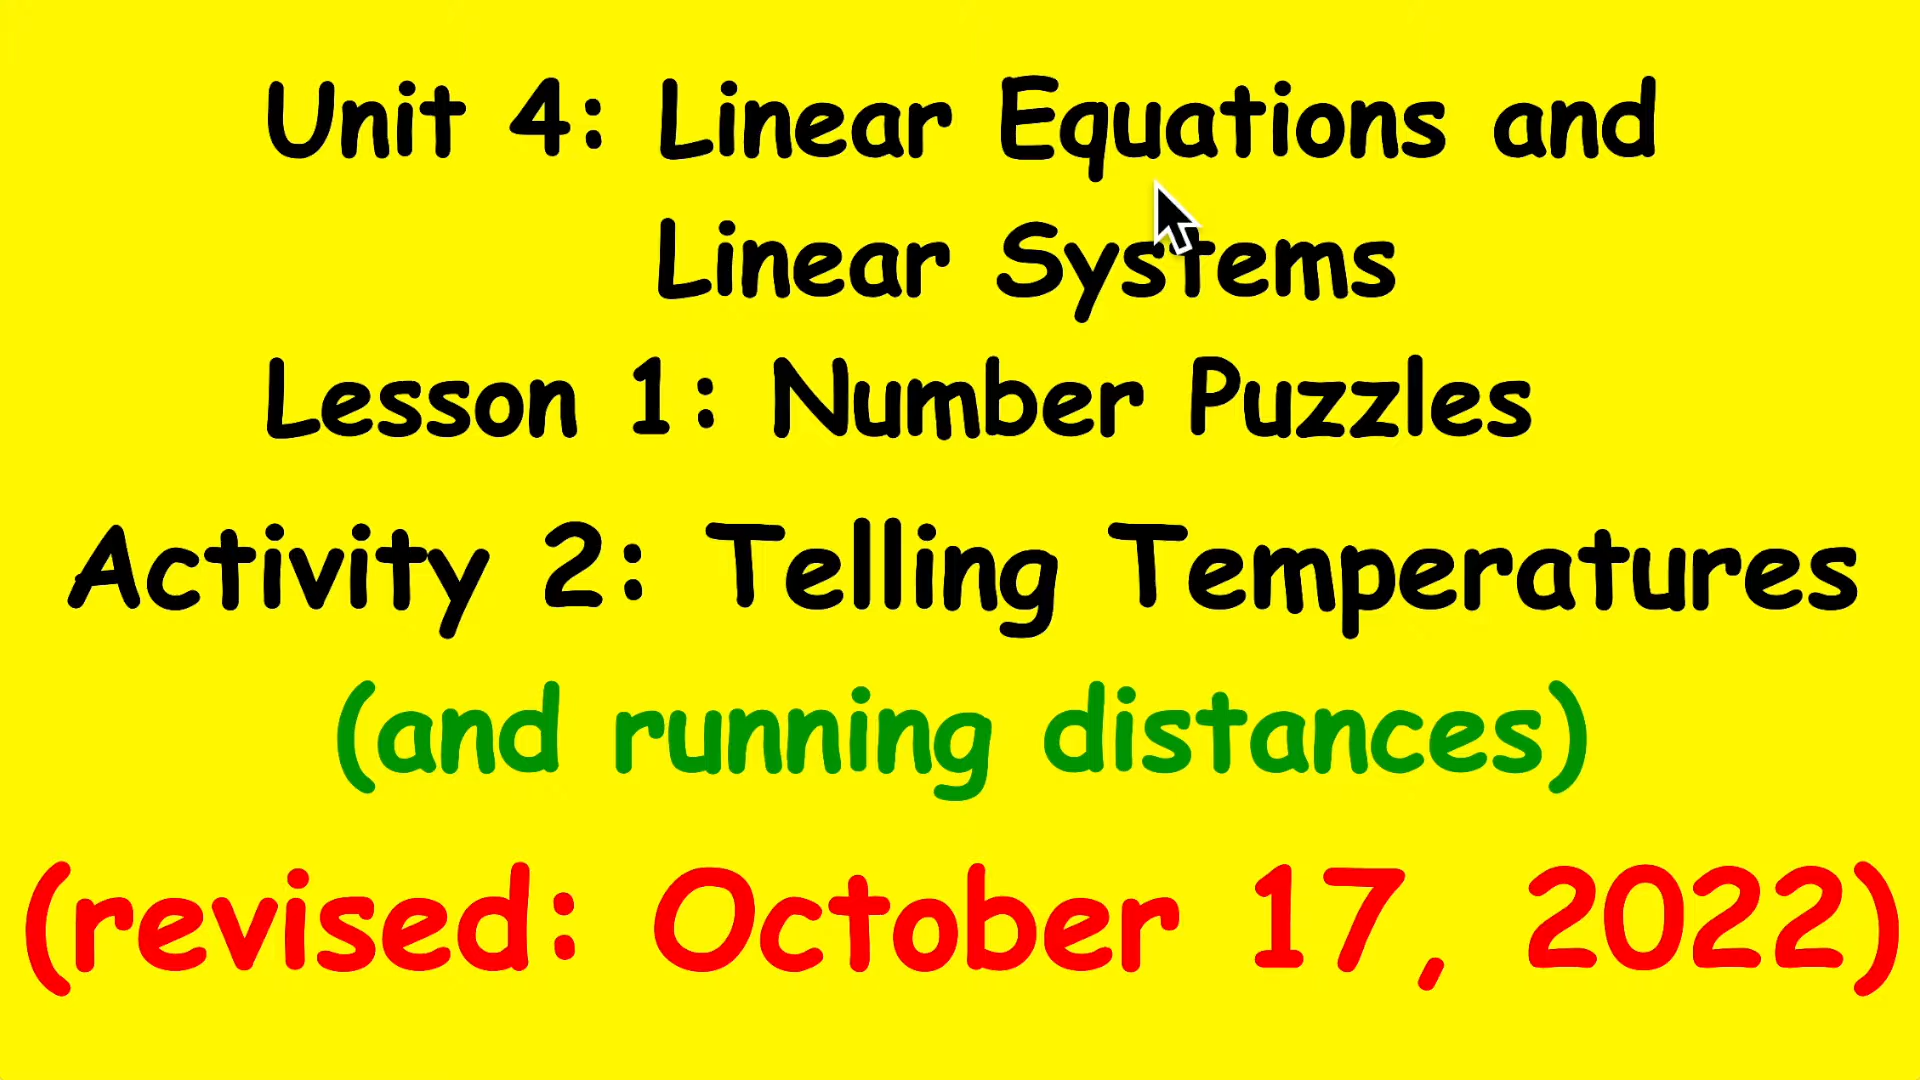 Unit 4: Linear Equations and
Linear Systems
Lesson 1: Number Puzzles
Activity 2: Telling Temperatures
(and running distances)
(revised: October 17, 2022)